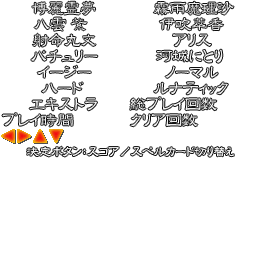 博麗霊夢 霧雨魔理沙
八雲 紫 伊吹萃香
射命丸文 アリス
パチュリー 河城にとり
イージー ノーマル
ハード ルナティック
エキストラ 総プレイ回数
プレイ時間 クリア回数
決定ボタン:スコア/スペルカード切り替え